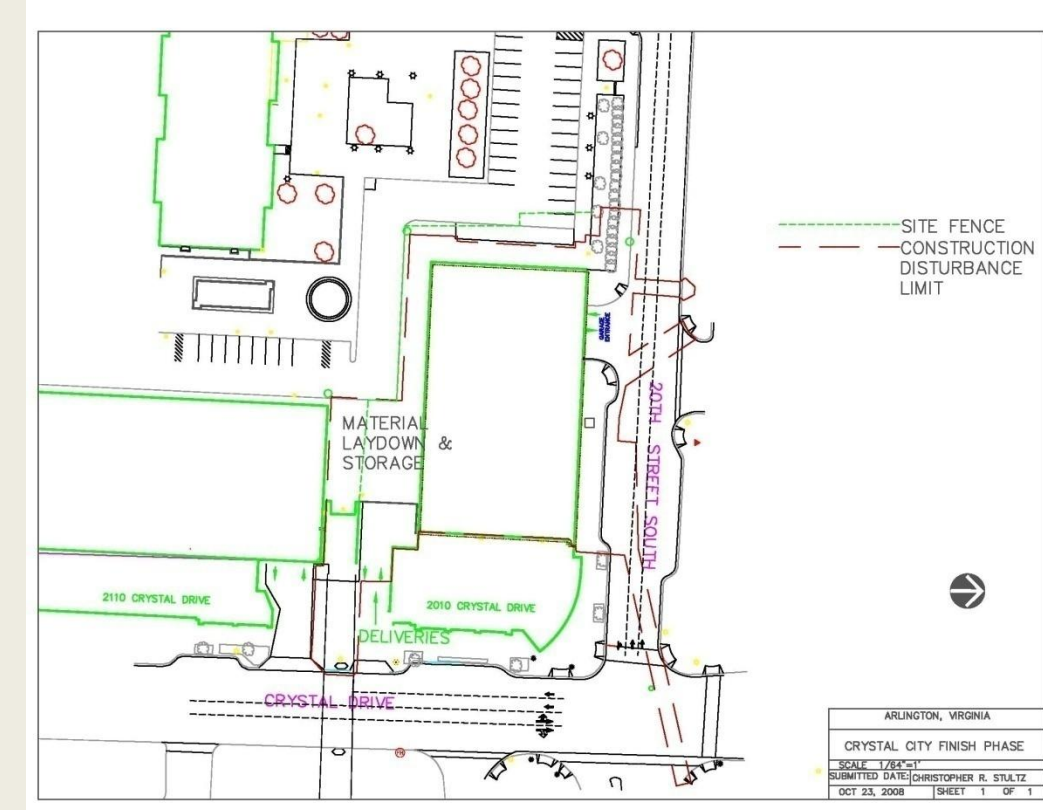 SITE FENCE
CONSTRUCTION
DISTURBANCE
LIMIT
GARAGE
ENTRANCE
20TH STREET SOUTH
MATERIAL
LAYDOWN &
STORAGE
2110 CRYSTAL DRIVE
2010 CRYSTAL DRIVE
DELIVERIES
CRYSTAL DRIVE
ARLINGTON, VIRGINIA
CRYSTAL CITY FINISH PHASE
SCALE 1/64"=1'
SUBMITTED DATE: CHRISTOPHER R. STULTZ
OCT 23, 2008 SHEET 1 OF 1